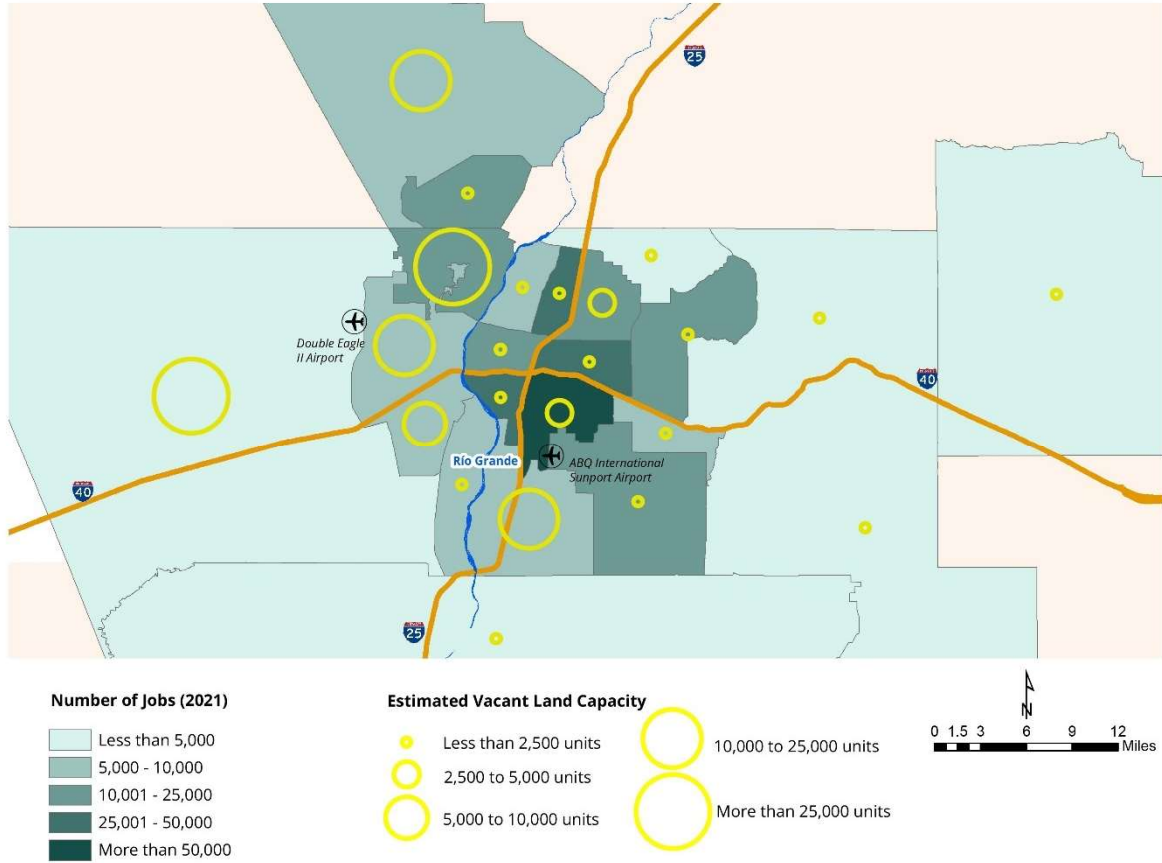 25
Double Eagle
II Airport
40
Río Grande
ABQ International
Sunport Airport
40
25
Number of Jobs (2021)
Less than 5,000
5,000 - 10,000
10,001 - 25,000
25,001 - 50,000
More than 50,000
Estimated Vacant Land Capacity
Less than 2,500 units
2,500 to 5,000 units
5,000 to 10,000 units
10,000 to 25,000 units
More than 25,000 units
N
0 1.5 3 6 9 12
Miles